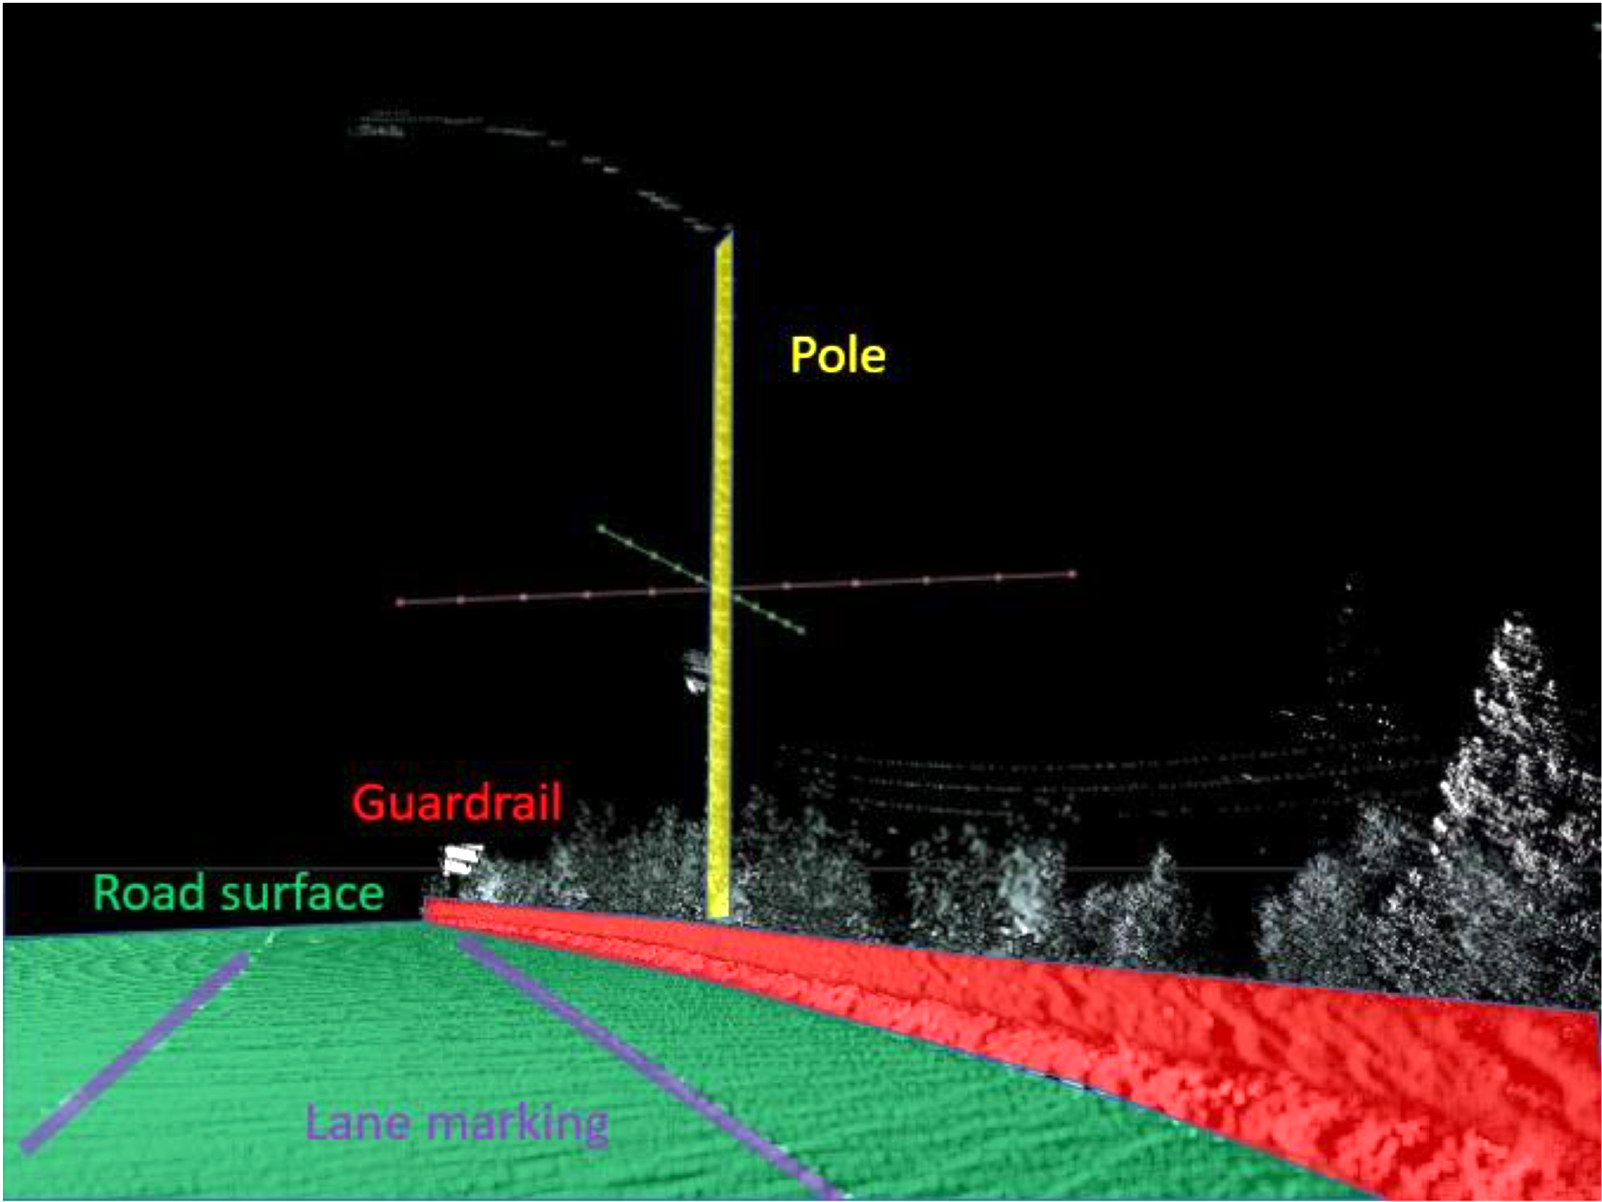 Pole
Guardrail
Road surface
Lane marking